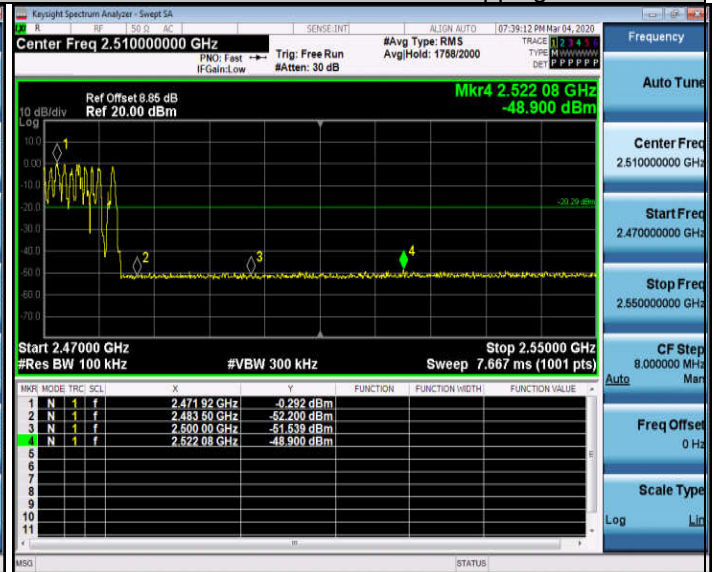 Keysight Spectrum Analyzer - Swept SA
R RF 50 Ω AC SENSE:INT ALIGN AUTO 07:39:12 PM Mar 04, 2020
Center Freq 2.510000000 GHz
PNO: Fast
IFGain:Low
Trig: Free Run
#Atten: 30 dB
#Avg Type: RMS
Avg|Hold: 1758/2000
TRACE 1 2 3 4 5 6
TYPE M WWWWW
DET P P P P P P
Ref Offset 8.85 dB
10 dB/div Ref 20.00 dBm
Log
Mkr4 2.522 08 GHz
-48.900 dBm
10.0
0.00
-10.0
-20.0
-30.0
-40.0
-50.0
-60.0
-70.0
1
2
3
4
-20.29 dBm
Start 2.47000 GHz Stop 2.55000 GHz
#Res BW 100 kHz #VBW 300 kHz Sweep 7.667 ms (1001 pts)
MKR MODE TRC SCL X Y FUNCTION FUNCTION WIDTH FUNCTION VALUE
1 N 1 f 2.471 92 GHz -0.292 dBm
2 N 1 f 2.483 50 GHz -52.200 dBm
3 N 1 f 2.500 00 GHz -51.539 dBm
4 N 1 f 2.522 08 GHz -48.900 dBm
5
6
7
8
9
10
11
MSG STATUS
Frequency
Auto Tune
Center Freq
2.510000000 GHz
Start Freq
2.470000000 GHz
Stop Freq
2.550000000 GHz
CF Step
8.000000 MHz
Auto Man
Freq Offset
0 Hz
Scale Type
Log Lin